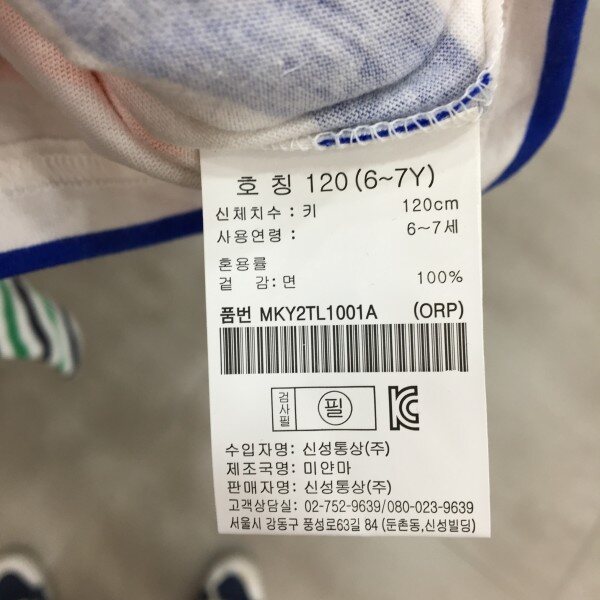 호 칭 120 (6~7Y)
신체치수 : 키 120cm
사용연령 : 6~7세
혼용률
겉 감 : 면 100%
품번 MKY2TL1001A (ORP)
검사필 필 KC
수입자명: 신성통상(주)
제조국명: 미얀마
판매자명: 신성통상(주)
고객상담실: 02-752-9639/080-023-9639
서울시 강동구 풍성로63길 84 (둔촌동,신성빌딩)